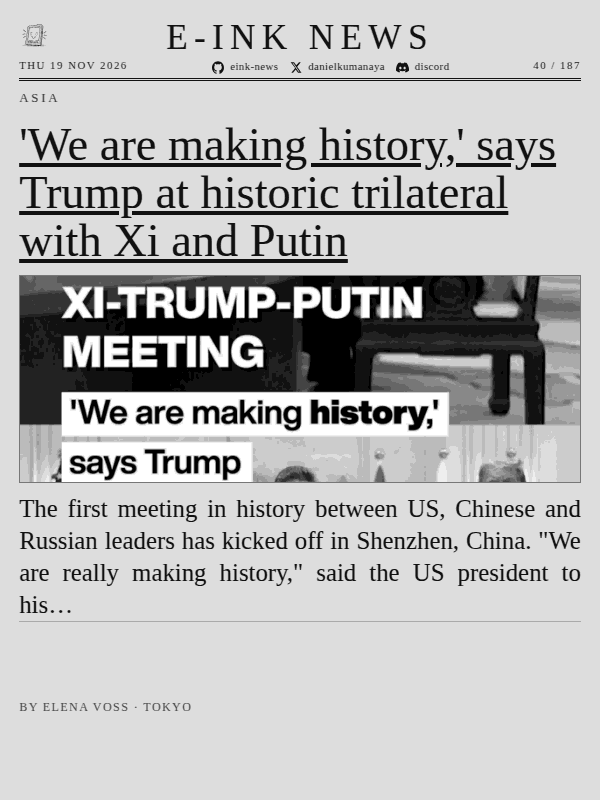 E-INK NEWS
THU 19 NOV 2026
eink-news
danielkumanaya
discord
40 / 187
ASIA
'We are making history,' says
Trump at historic trilateral
with Xi and Putin
XI-TRUMP-PUTIN
MEETING
'We are making history,'
says Trump
The first meeting in history between US, Chinese and
Russian leaders has kicked off in Shenzhen, China. "We
are really making history," said the US president to
his…
BY ELENA VOSS · TOKYO